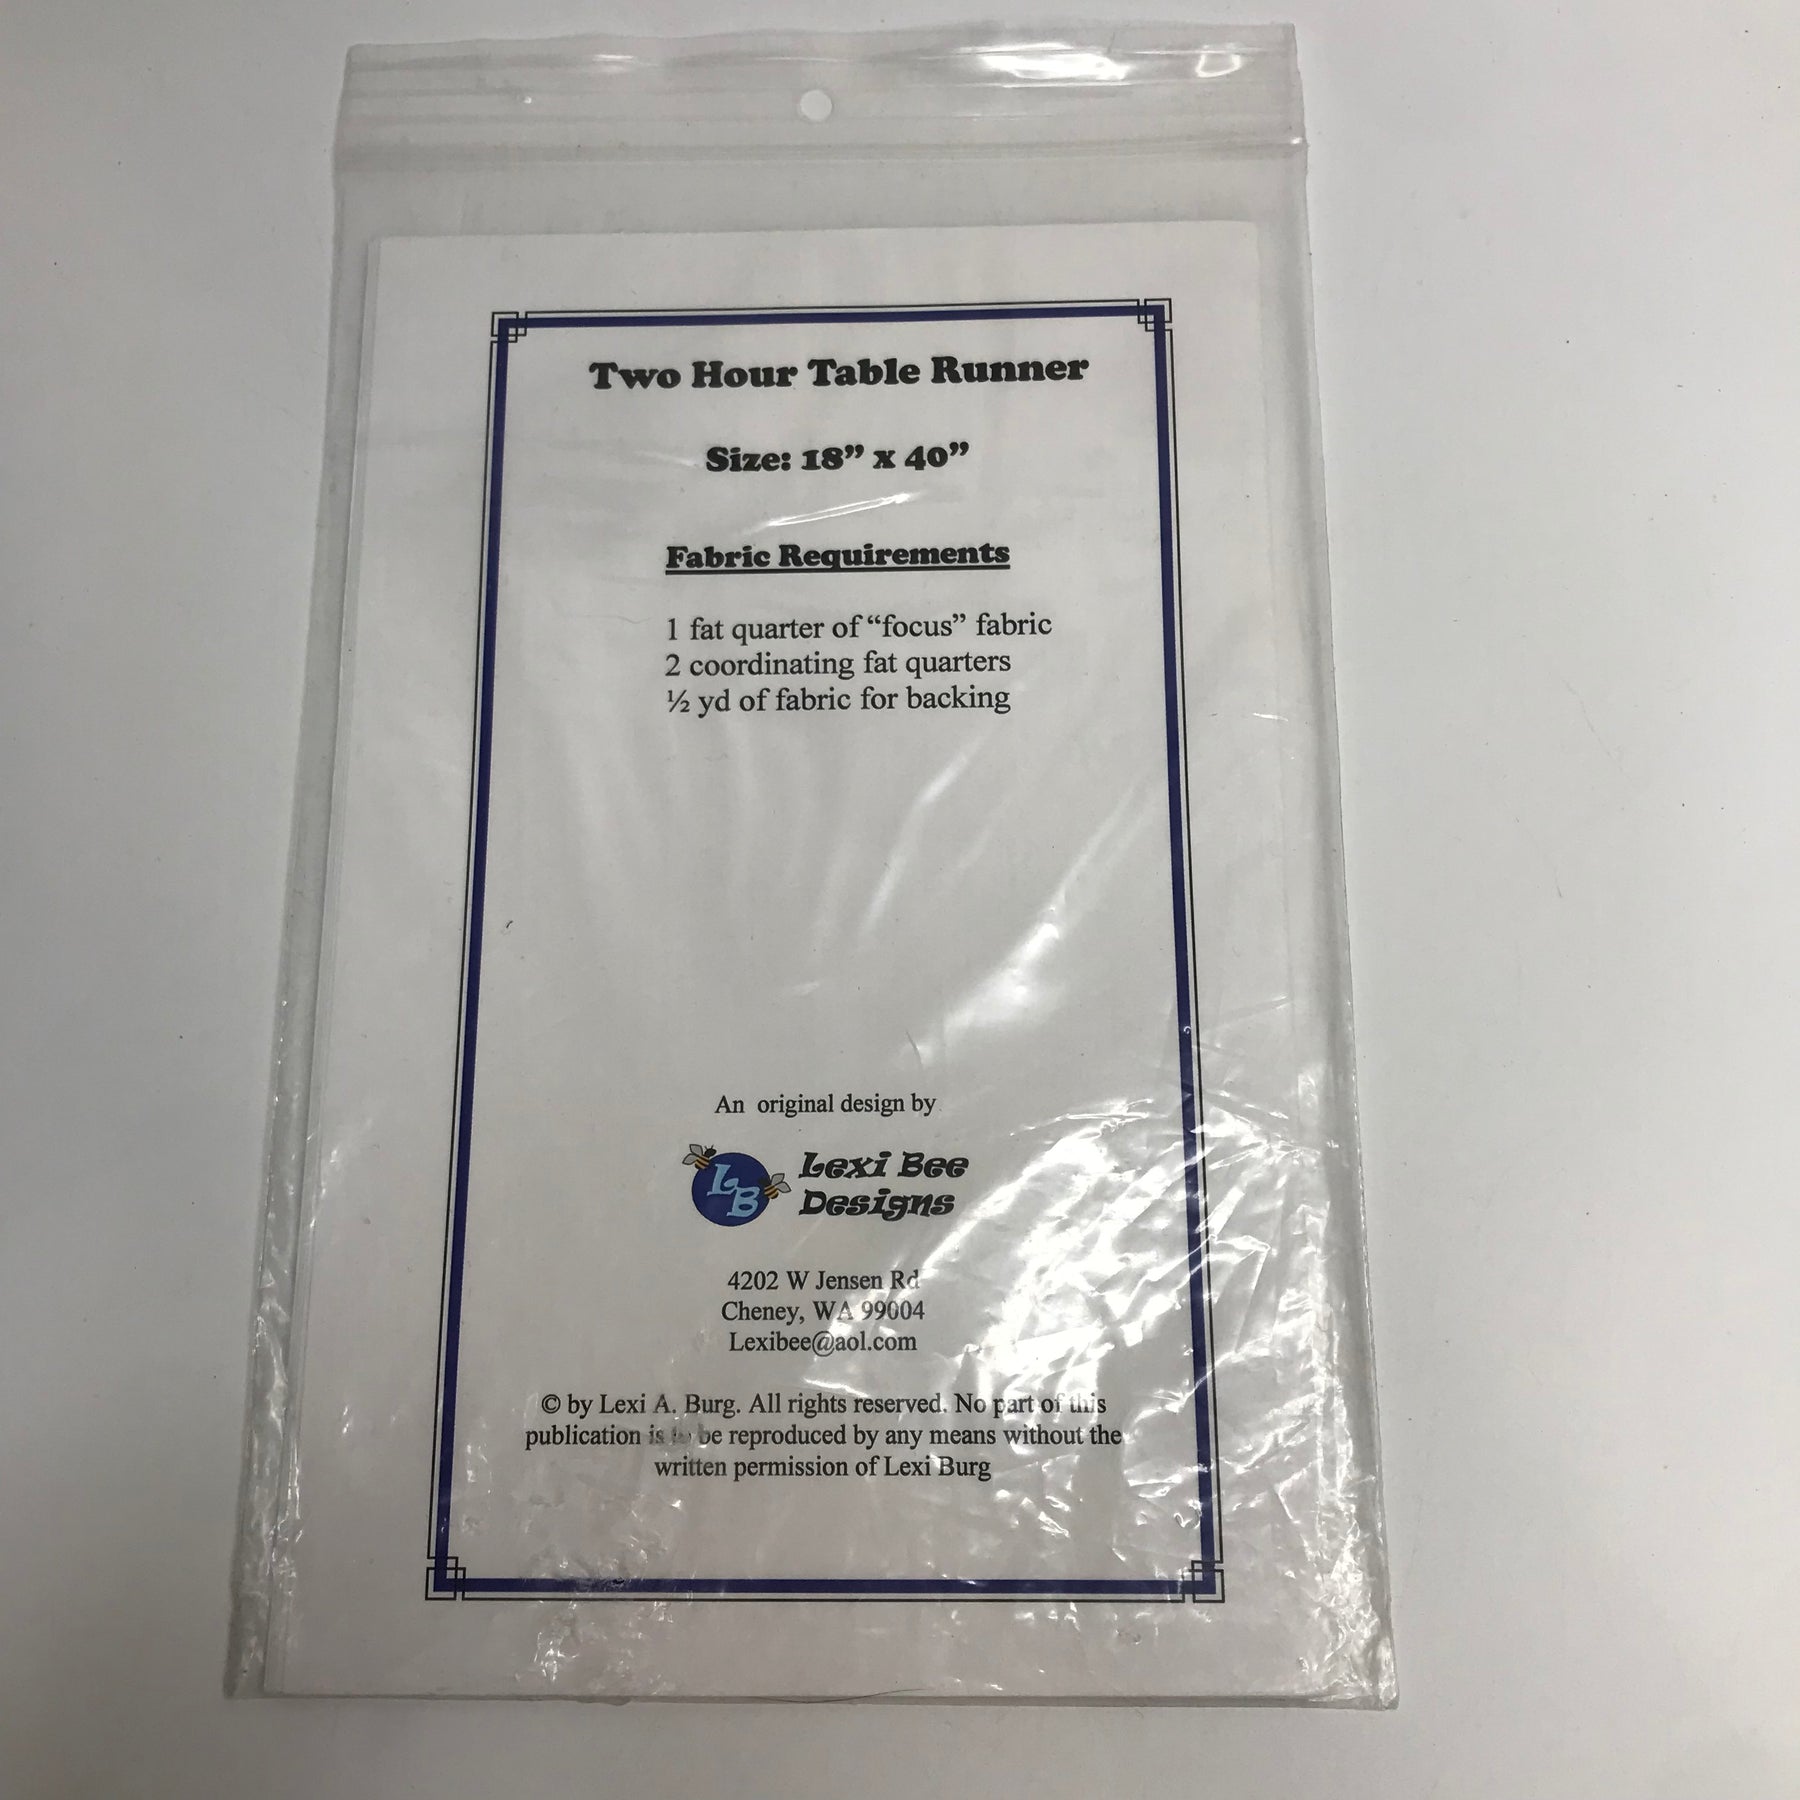 Two Hour Table Runner
Size: 18” x 40”
Fabric Requirements
1 fat quarter of “focus” fabric
2 coordinating fat quarters
½ yd of fabric for backing
An original design by
LB
Lexi Bee
Designs
4202 W Jensen Rd
Cheney, WA 99004
Lexibee@aol.com
© by Lexi A. Burg. All rights reserved. No part of this
publication is to be reproduced by any means without the
written permission of Lexi Burg